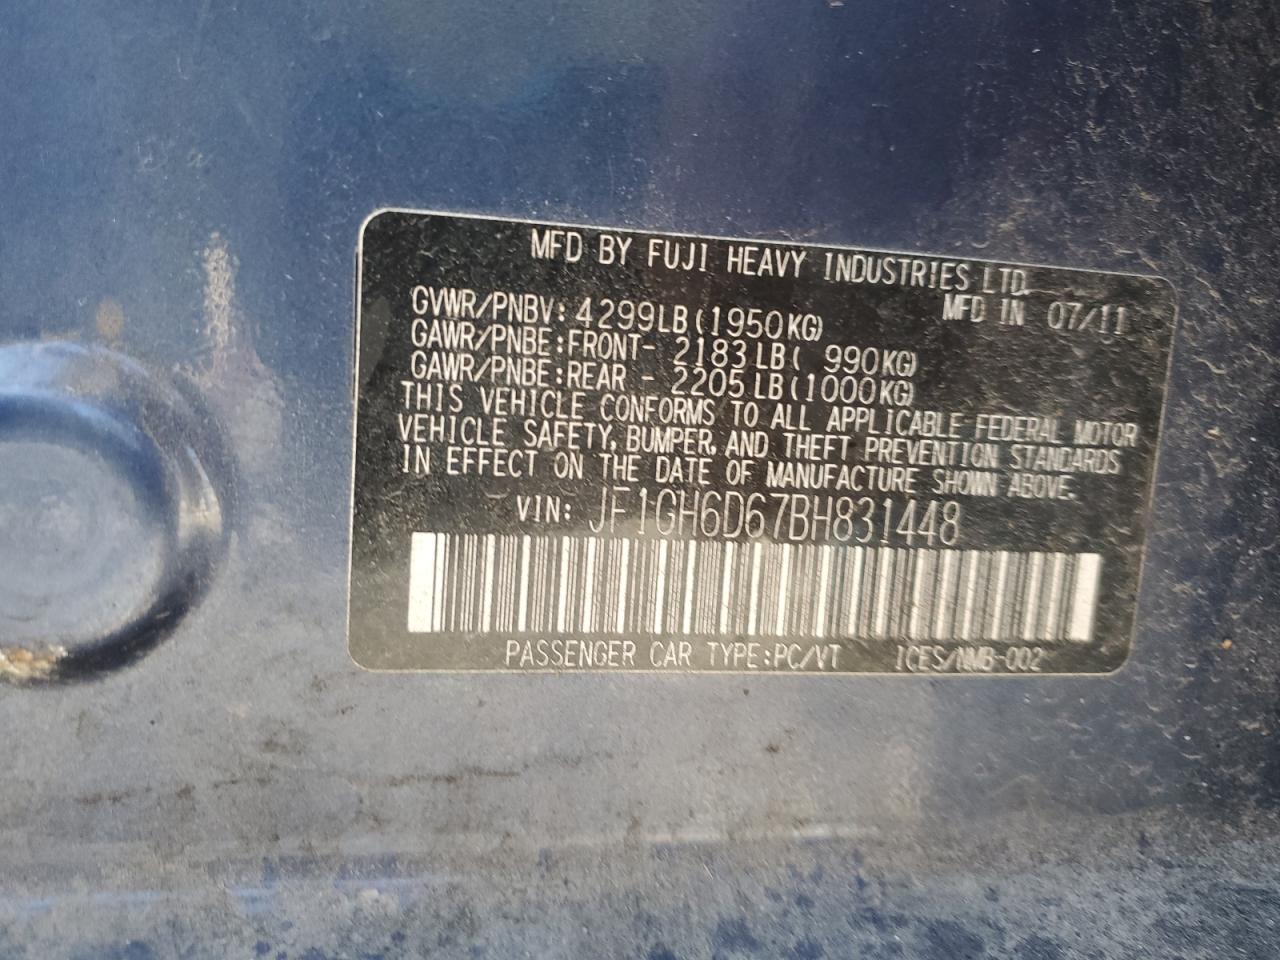 MFD BY FUJI HEAVY INDUSTRIES LTD.
MFD IN 07/11
GVWR/PNBV: 4299LB(1950KG)
GAWR/PNBE:FRONT- 2183LB( 990KG)
GAWR/PNBE:REAR - 2205LB(1000KG)
THIS VEHICLE CONFORMS TO ALL APPLICABLE FEDERAL MOTOR
VEHICLE SAFETY, BUMPER, AND THEFT PREVENTION STANDARDS
IN EFFECT ON THE DATE OF MANUFACTURE SHOWN ABOVE.
VIN: JF1GH6D67BH831448
PASSENGER CAR TYPE:PC/VT ICES/NMB-002